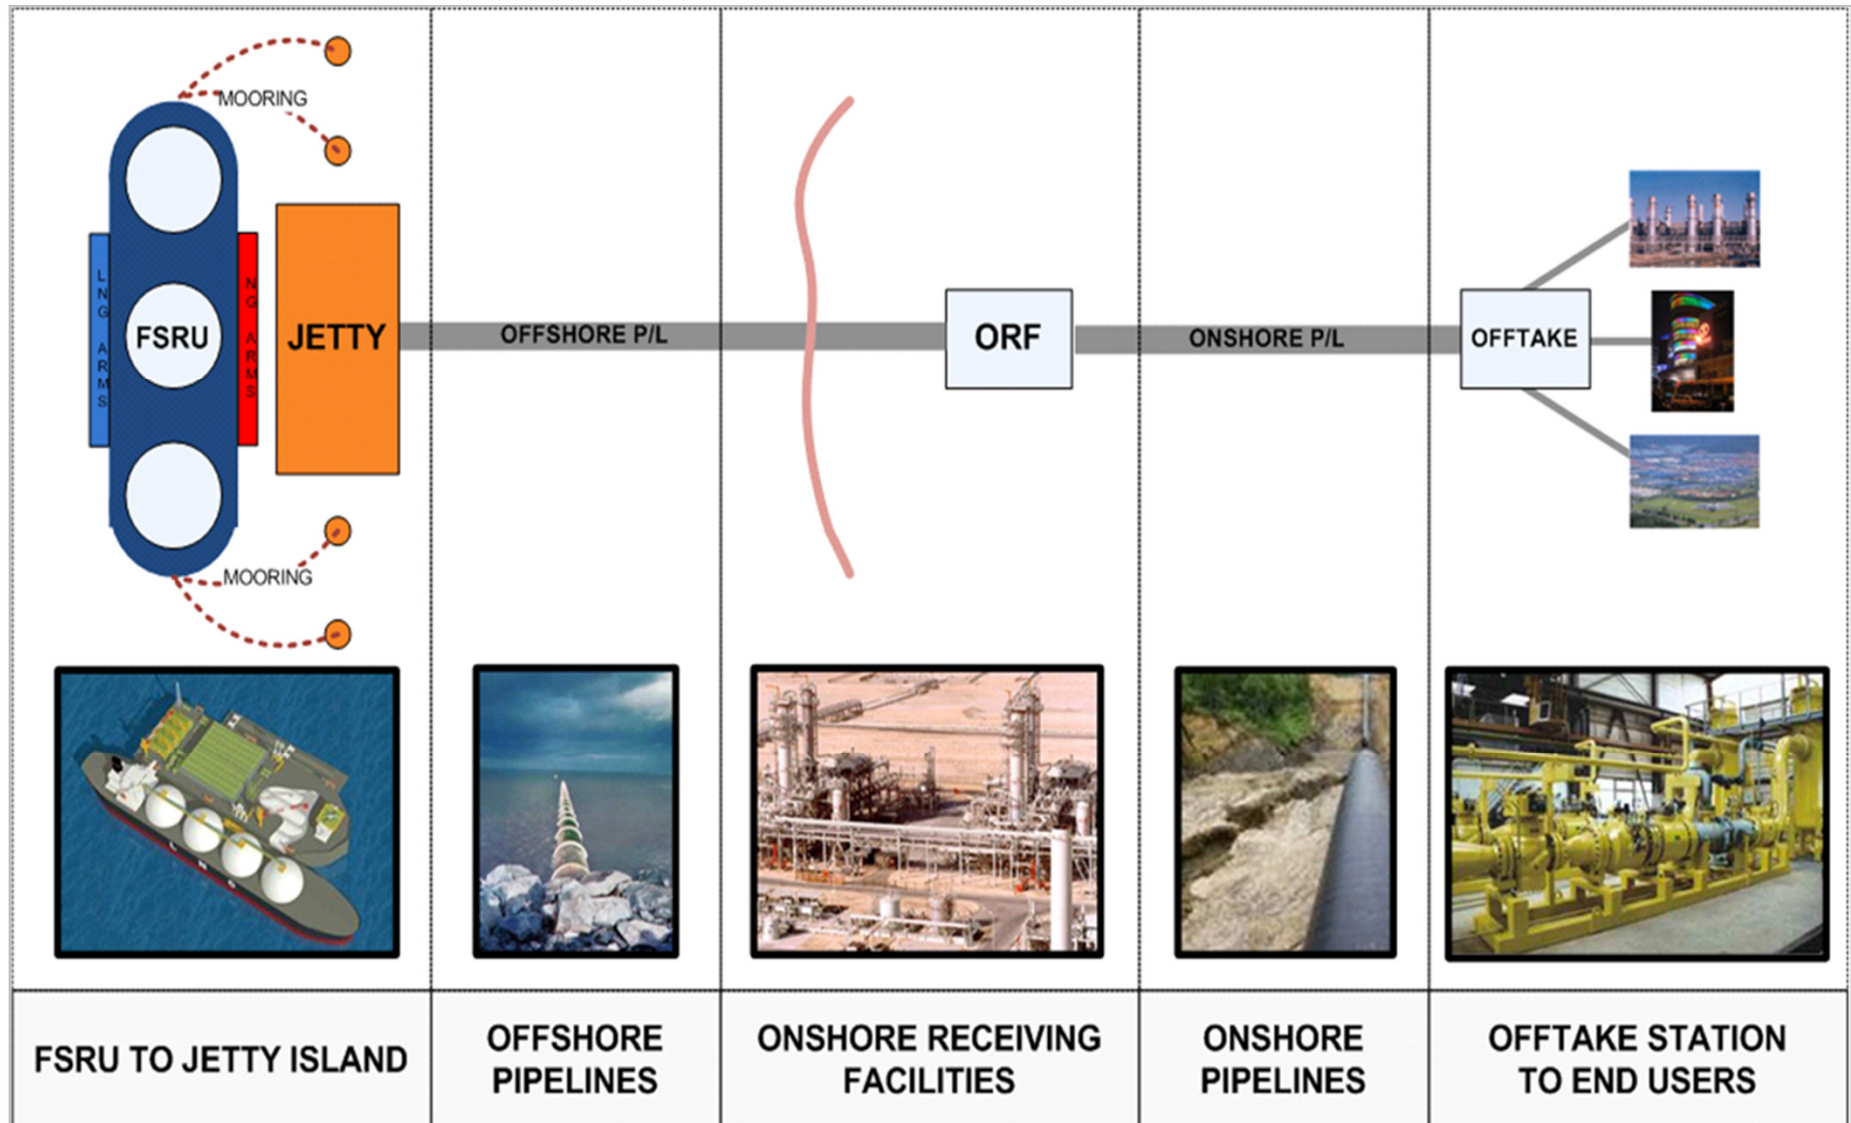 MOORING
LNG ARMS
FSRU
NG ARMS
JETTY
OFFSHORE P/L
ORF
ONSHORE P/L
OFFTAKE
MOORING
L N G
FSRU TO JETTY ISLAND
OFFSHORE
PIPELINES
ONSHORE RECEIVING
FACILITIES
ONSHORE
PIPELINES
OFFTAKE STATION
TO END USERS